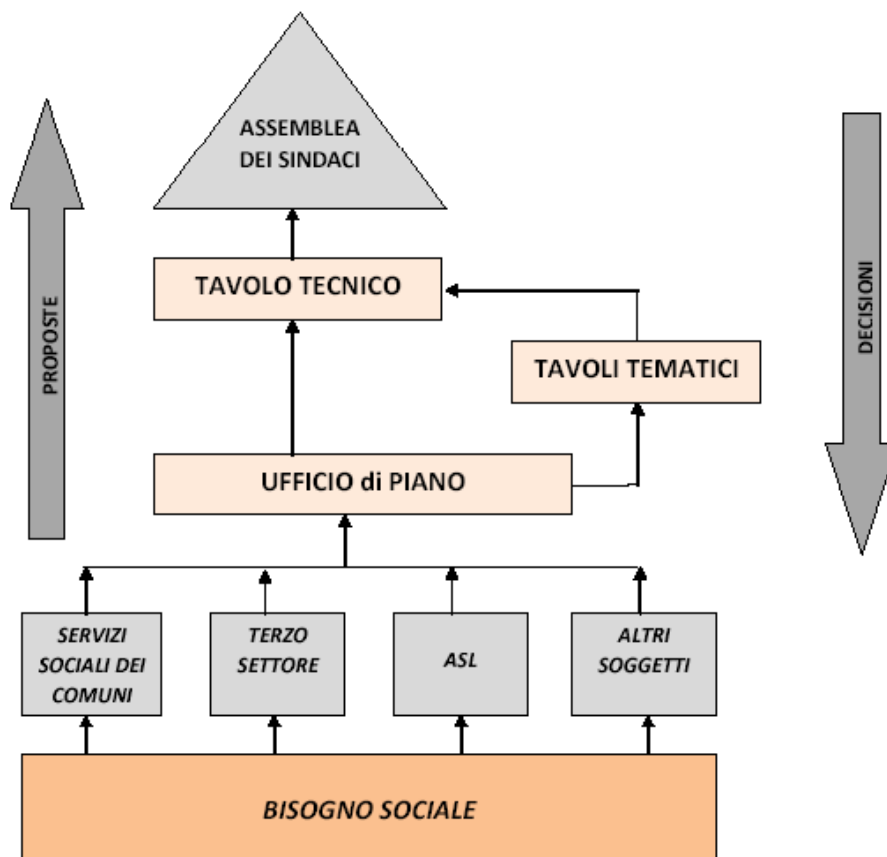 ASSEMBLEA
DEI SINDACI
PROPOSTE
DECISIONI
TAVOLO TECNICO
TAVOLI TEMATICI
UFFICIO di PIANO
SERVIZI
SOCIALI DEI
COMUNI
TERZO
SETTORE
ASL
ALTRI
SOGGETTI
BISOGNO SOCIALE